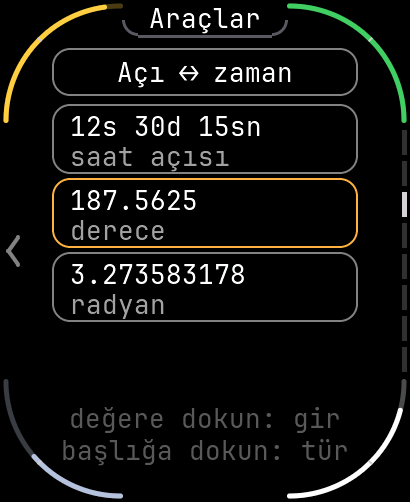 Araçlar
Açı ↔ zaman
12s 30d 15sn
saat açısı
187.5625
derece
3.273583178
radyan
değere dokun: gir
başlığa dokun: tür